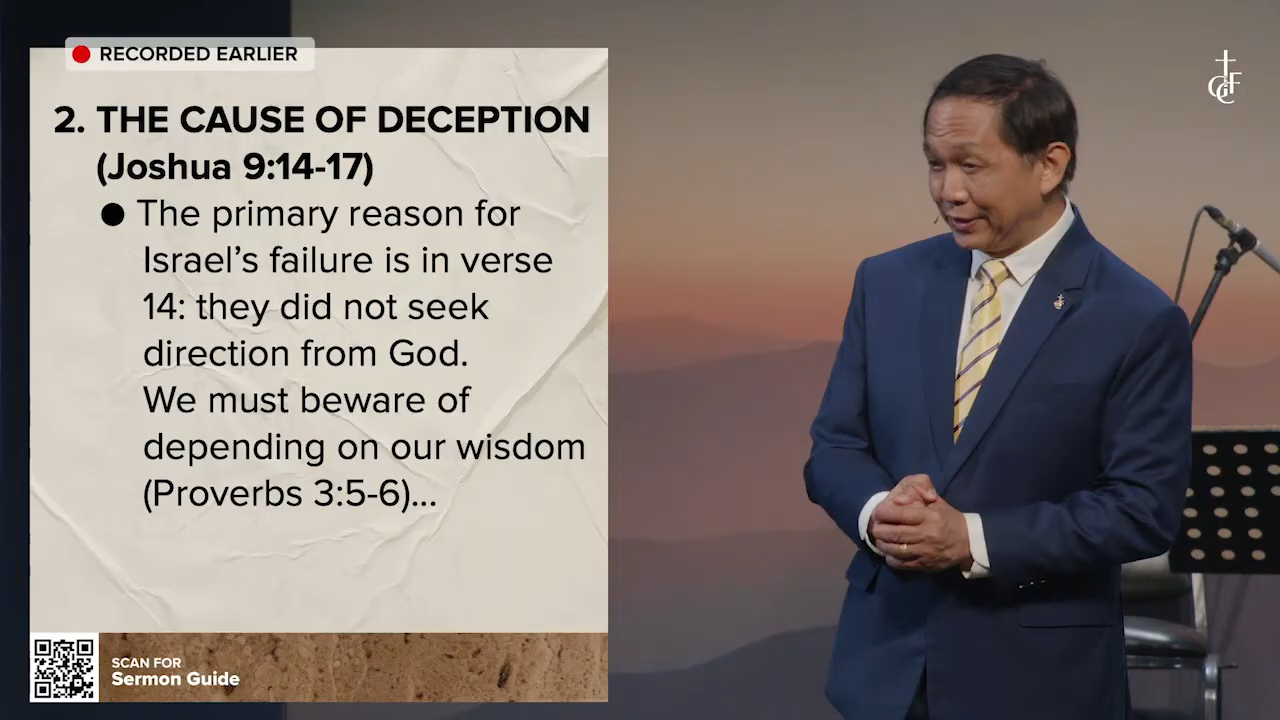 RECORDED EARLIER
2. THE CAUSE OF DECEPTION
(Joshua 9:14-17)
● The primary reason for
Israel’s failure is in verse
14: they did not seek
direction from God.
We must beware of
depending on our wisdom
(Proverbs 3:5-6)...
SCAN FOR
Sermon Guide
GCF